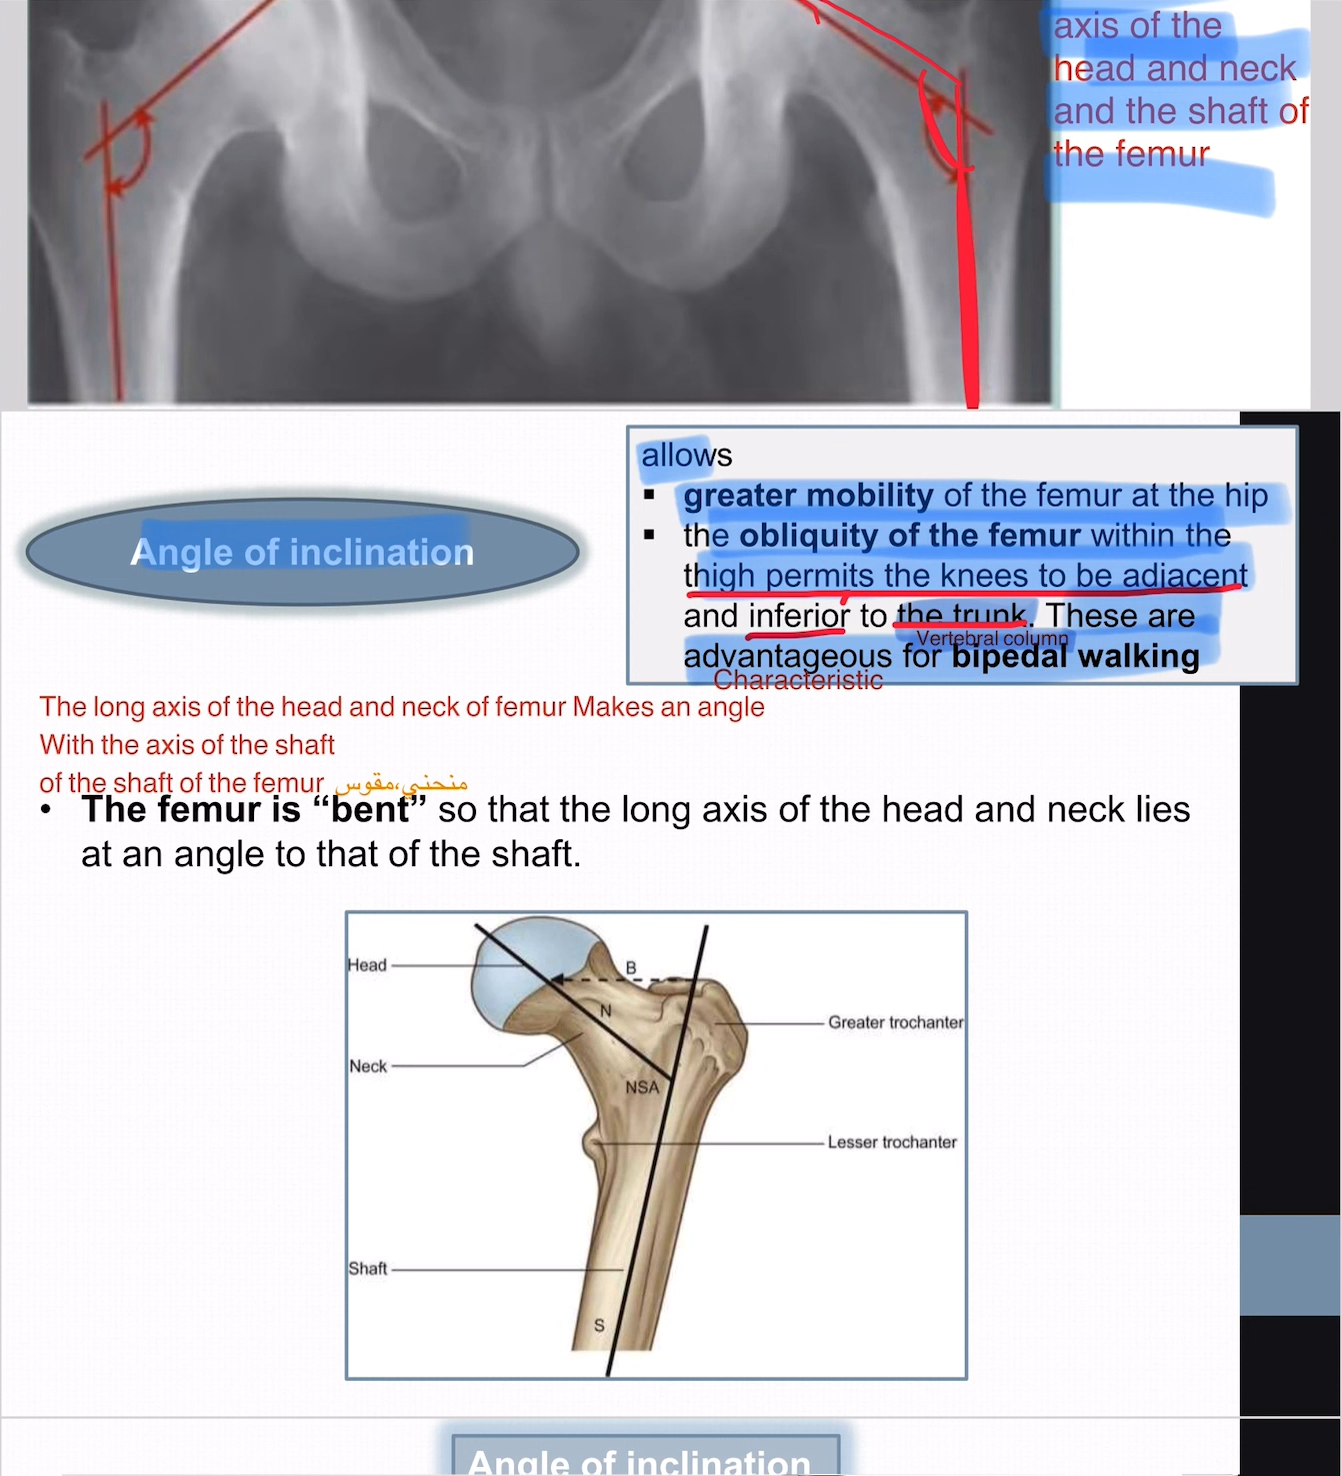 axis of the
head and neck
and the shaft of
the femur
allows
▪ greater mobility of the femur at the hip
▪ the obliquity of the femur within the
thigh permits the knees to be adjacent
and inferior to the trunk. These are
Vertebral column
advantageous for bipedal walking
Characteristic
Angle of inclination
The long axis of the head and neck of femur Makes an angle
With the axis of the shaft
of the shaft of the femur منحني،مقوس
• The femur is “bent” so that the long axis of the head and neck lies
at an angle to that of the shaft.
Head
B
N
Greater trochanter
Neck
NSA
Lesser trochanter
Shaft
S
Angle of inclination